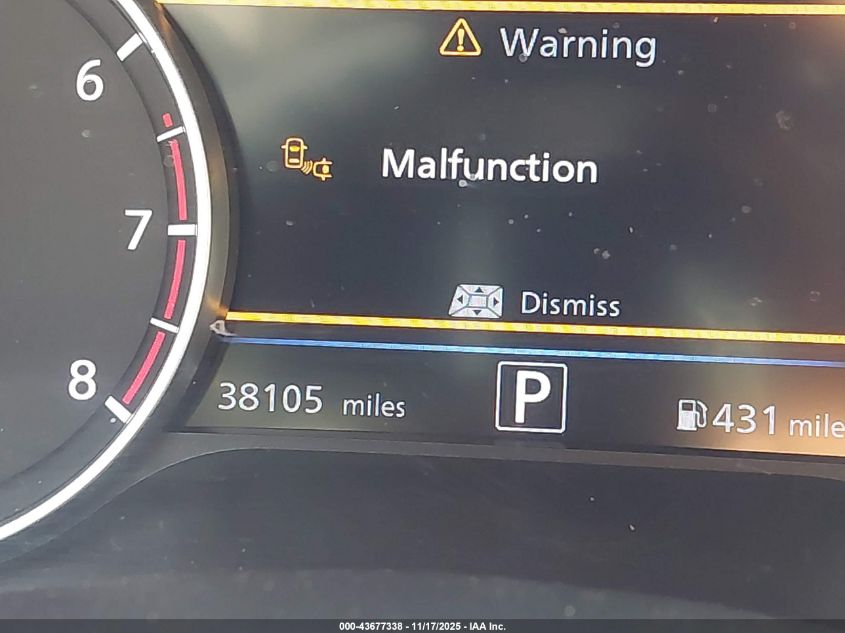 Warning
6
Malfunction
7
Dismiss
8
38105 miles
P
431 mile
000-43677338 - 11/17/2025 - IAA Inc.